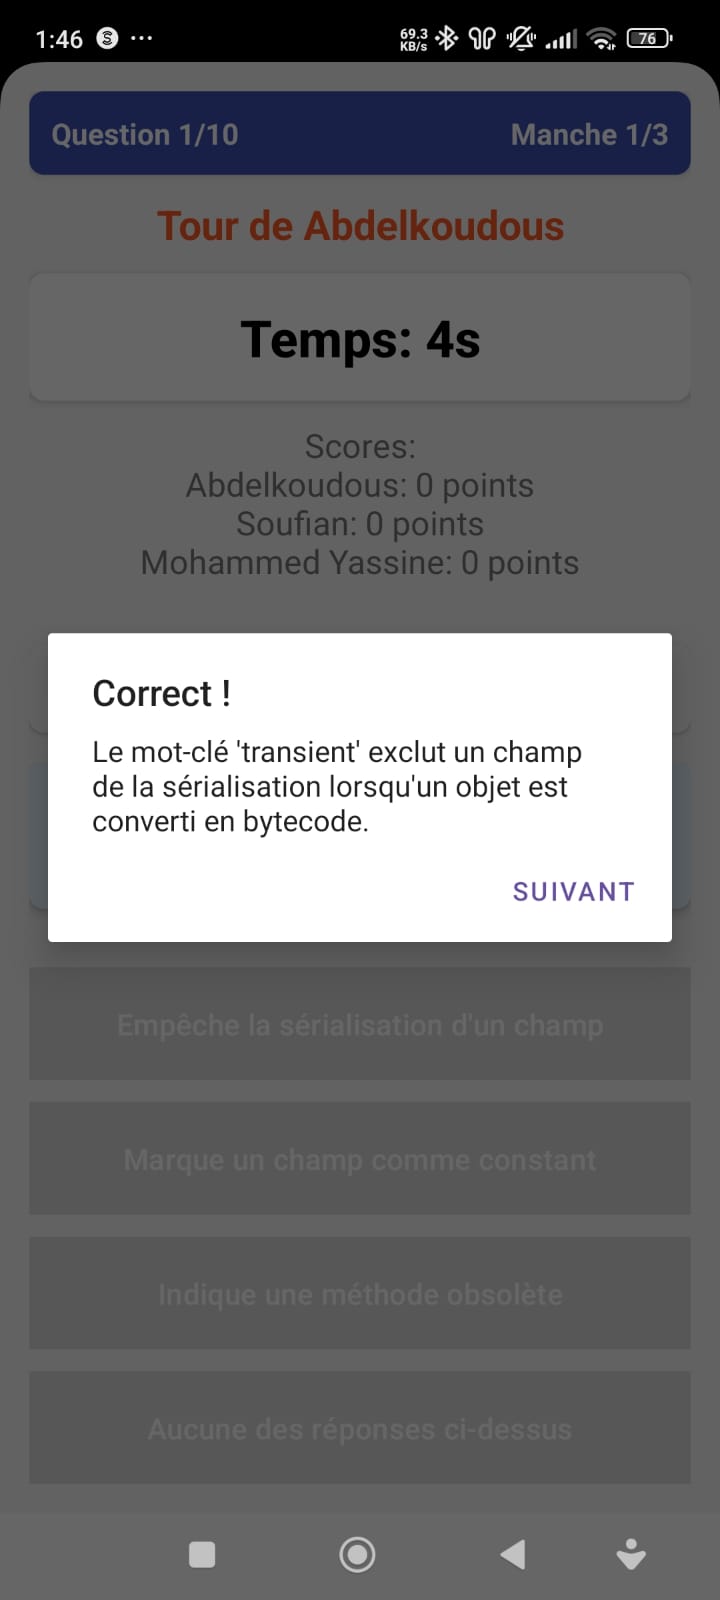 1:46
69.3
KB/s
76
Question 1/10
Manche 1/3
Tour de Abdelkoudous
Temps: 4s
Scores:
Abdelkoudous: 0 points
Soufian: 0 points
Mohammed Yassine: 0 points
Correct !
Le mot-clé 'transient' exclut un champ
de la sérialisation lorsqu'un objet est
converti en bytecode.
SUIVANT
Empêche la sérialisation d'un champ
Marque un champ comme constant
Indique une méthode obsolète
Aucune des réponses ci-dessus